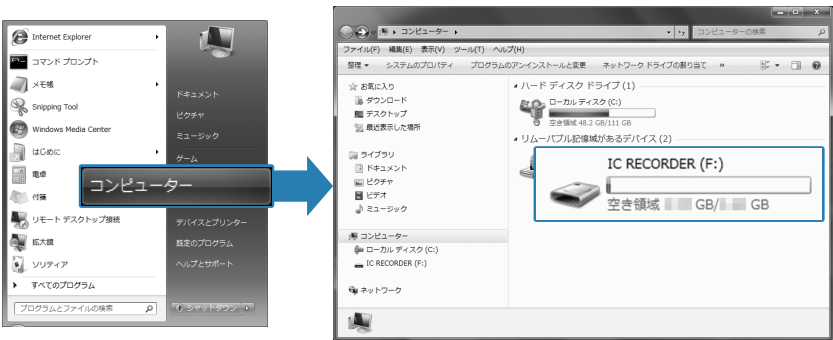 Internet Explorer
コマンド プロンプト
メモ帳
Snipping Tool
Windows Media Center
はじめに
電卓
付箋
リモート デスクトップ接続
拡大鏡
ソリティア
すべてのプログラム
プログラムとファイルの検索
ドキュメント
ピクチャ
ミュージック
ゲーム
コンピューター
デバイスとプリンター
既定のプログラム
ヘルプとサポート
シャットダウン
コンピューター
コンピューターの検索
ファイル(F) 編集(E) 表示(V) ツール(T) ヘルプ(H)
整理 システムのプロパティ プログラムのアンインストールと変更 ネットワーク ドライブの割り当て »
お気に入り
ダウンロード
デスクトップ
最近表示した場所
ライブラリ
ドキュメント
ピクチャ
ビデオ
ミュージック
コンピューター
ローカル ディスク (C:)
IC RECORDER (F:)
ネットワーク
ハード ディスク ドライブ (1)
ローカル ディスク (C:)
空き領域 48.2 GB/111 GB
リムーバブル記憶域があるデバイス (2)
IC RECORDER (F:)
空き領域 GB/ GB